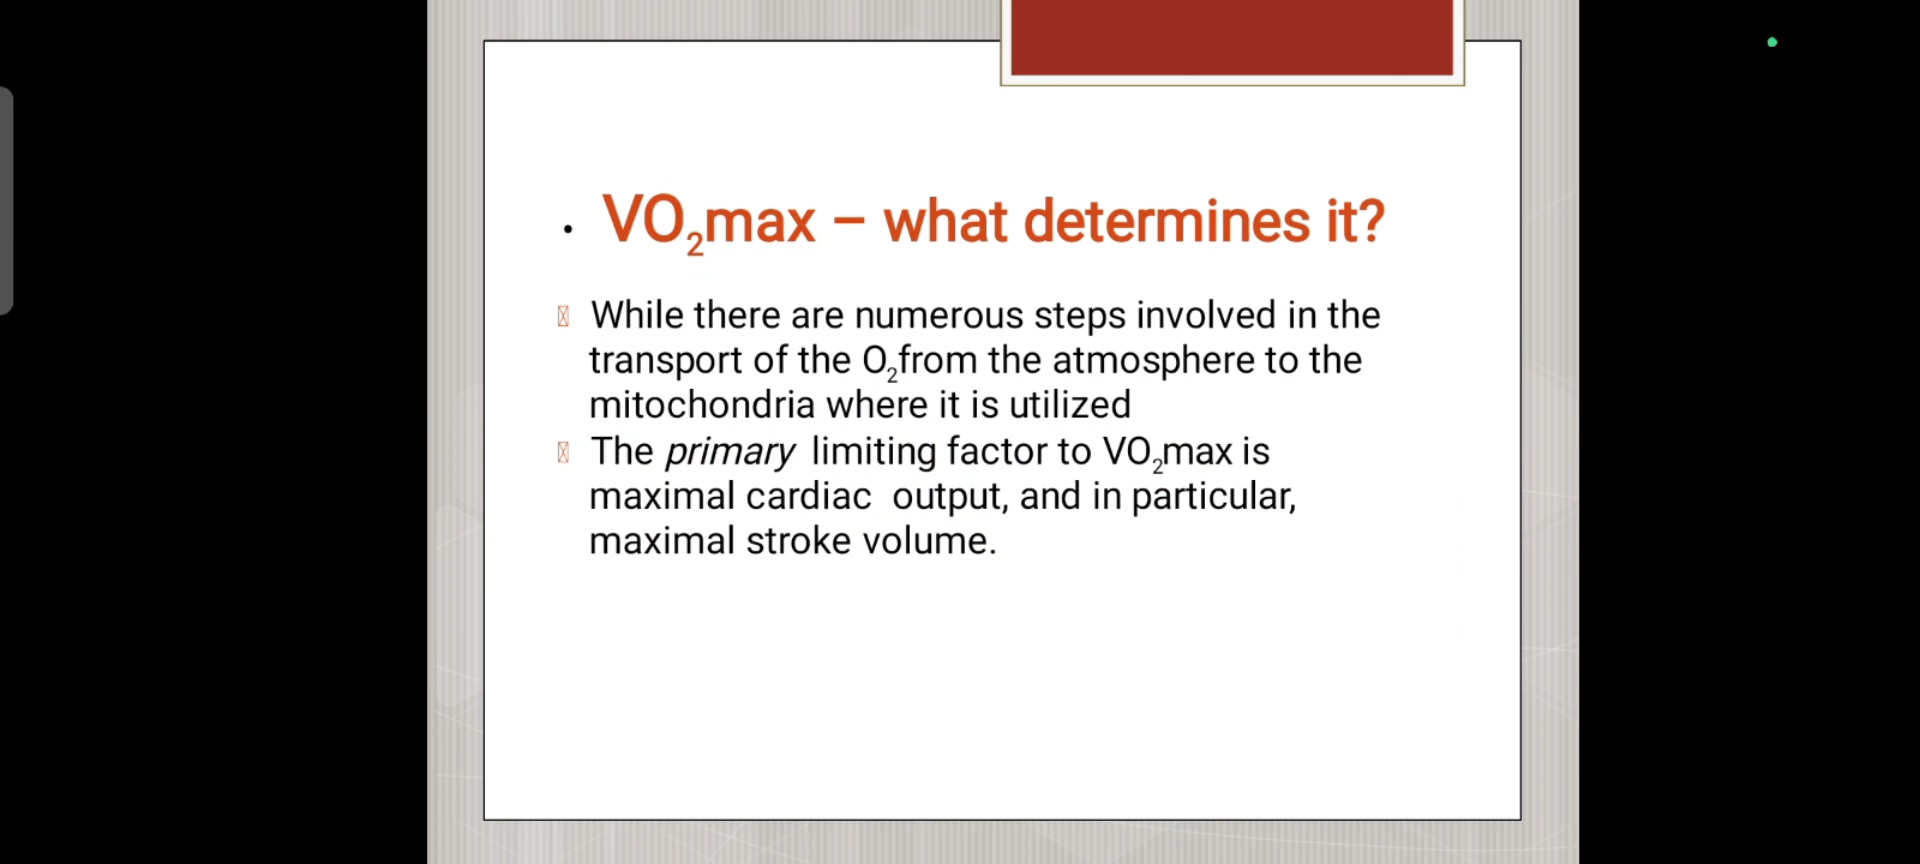 • VO₂max – what determines it?
While there are numerous steps involved in the
transport of the O₂from the atmosphere to the
mitochondria where it is utilized
The primary limiting factor to VO₂max is
maximal cardiac output, and in particular,
maximal stroke volume.